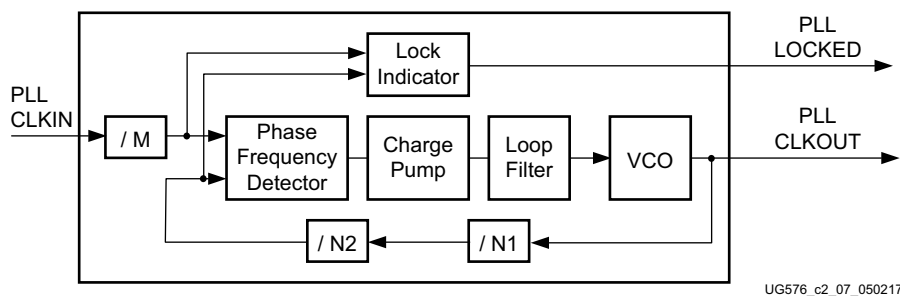 PLL
LOCKED
Lock
Indicator
PLL
CLKIN
/ M
Phase
Frequency
Detector
Charge
Pump
Loop
Filter
VCO
PLL
CLKOUT
/ N2
/ N1
UG576_c2_07_050217